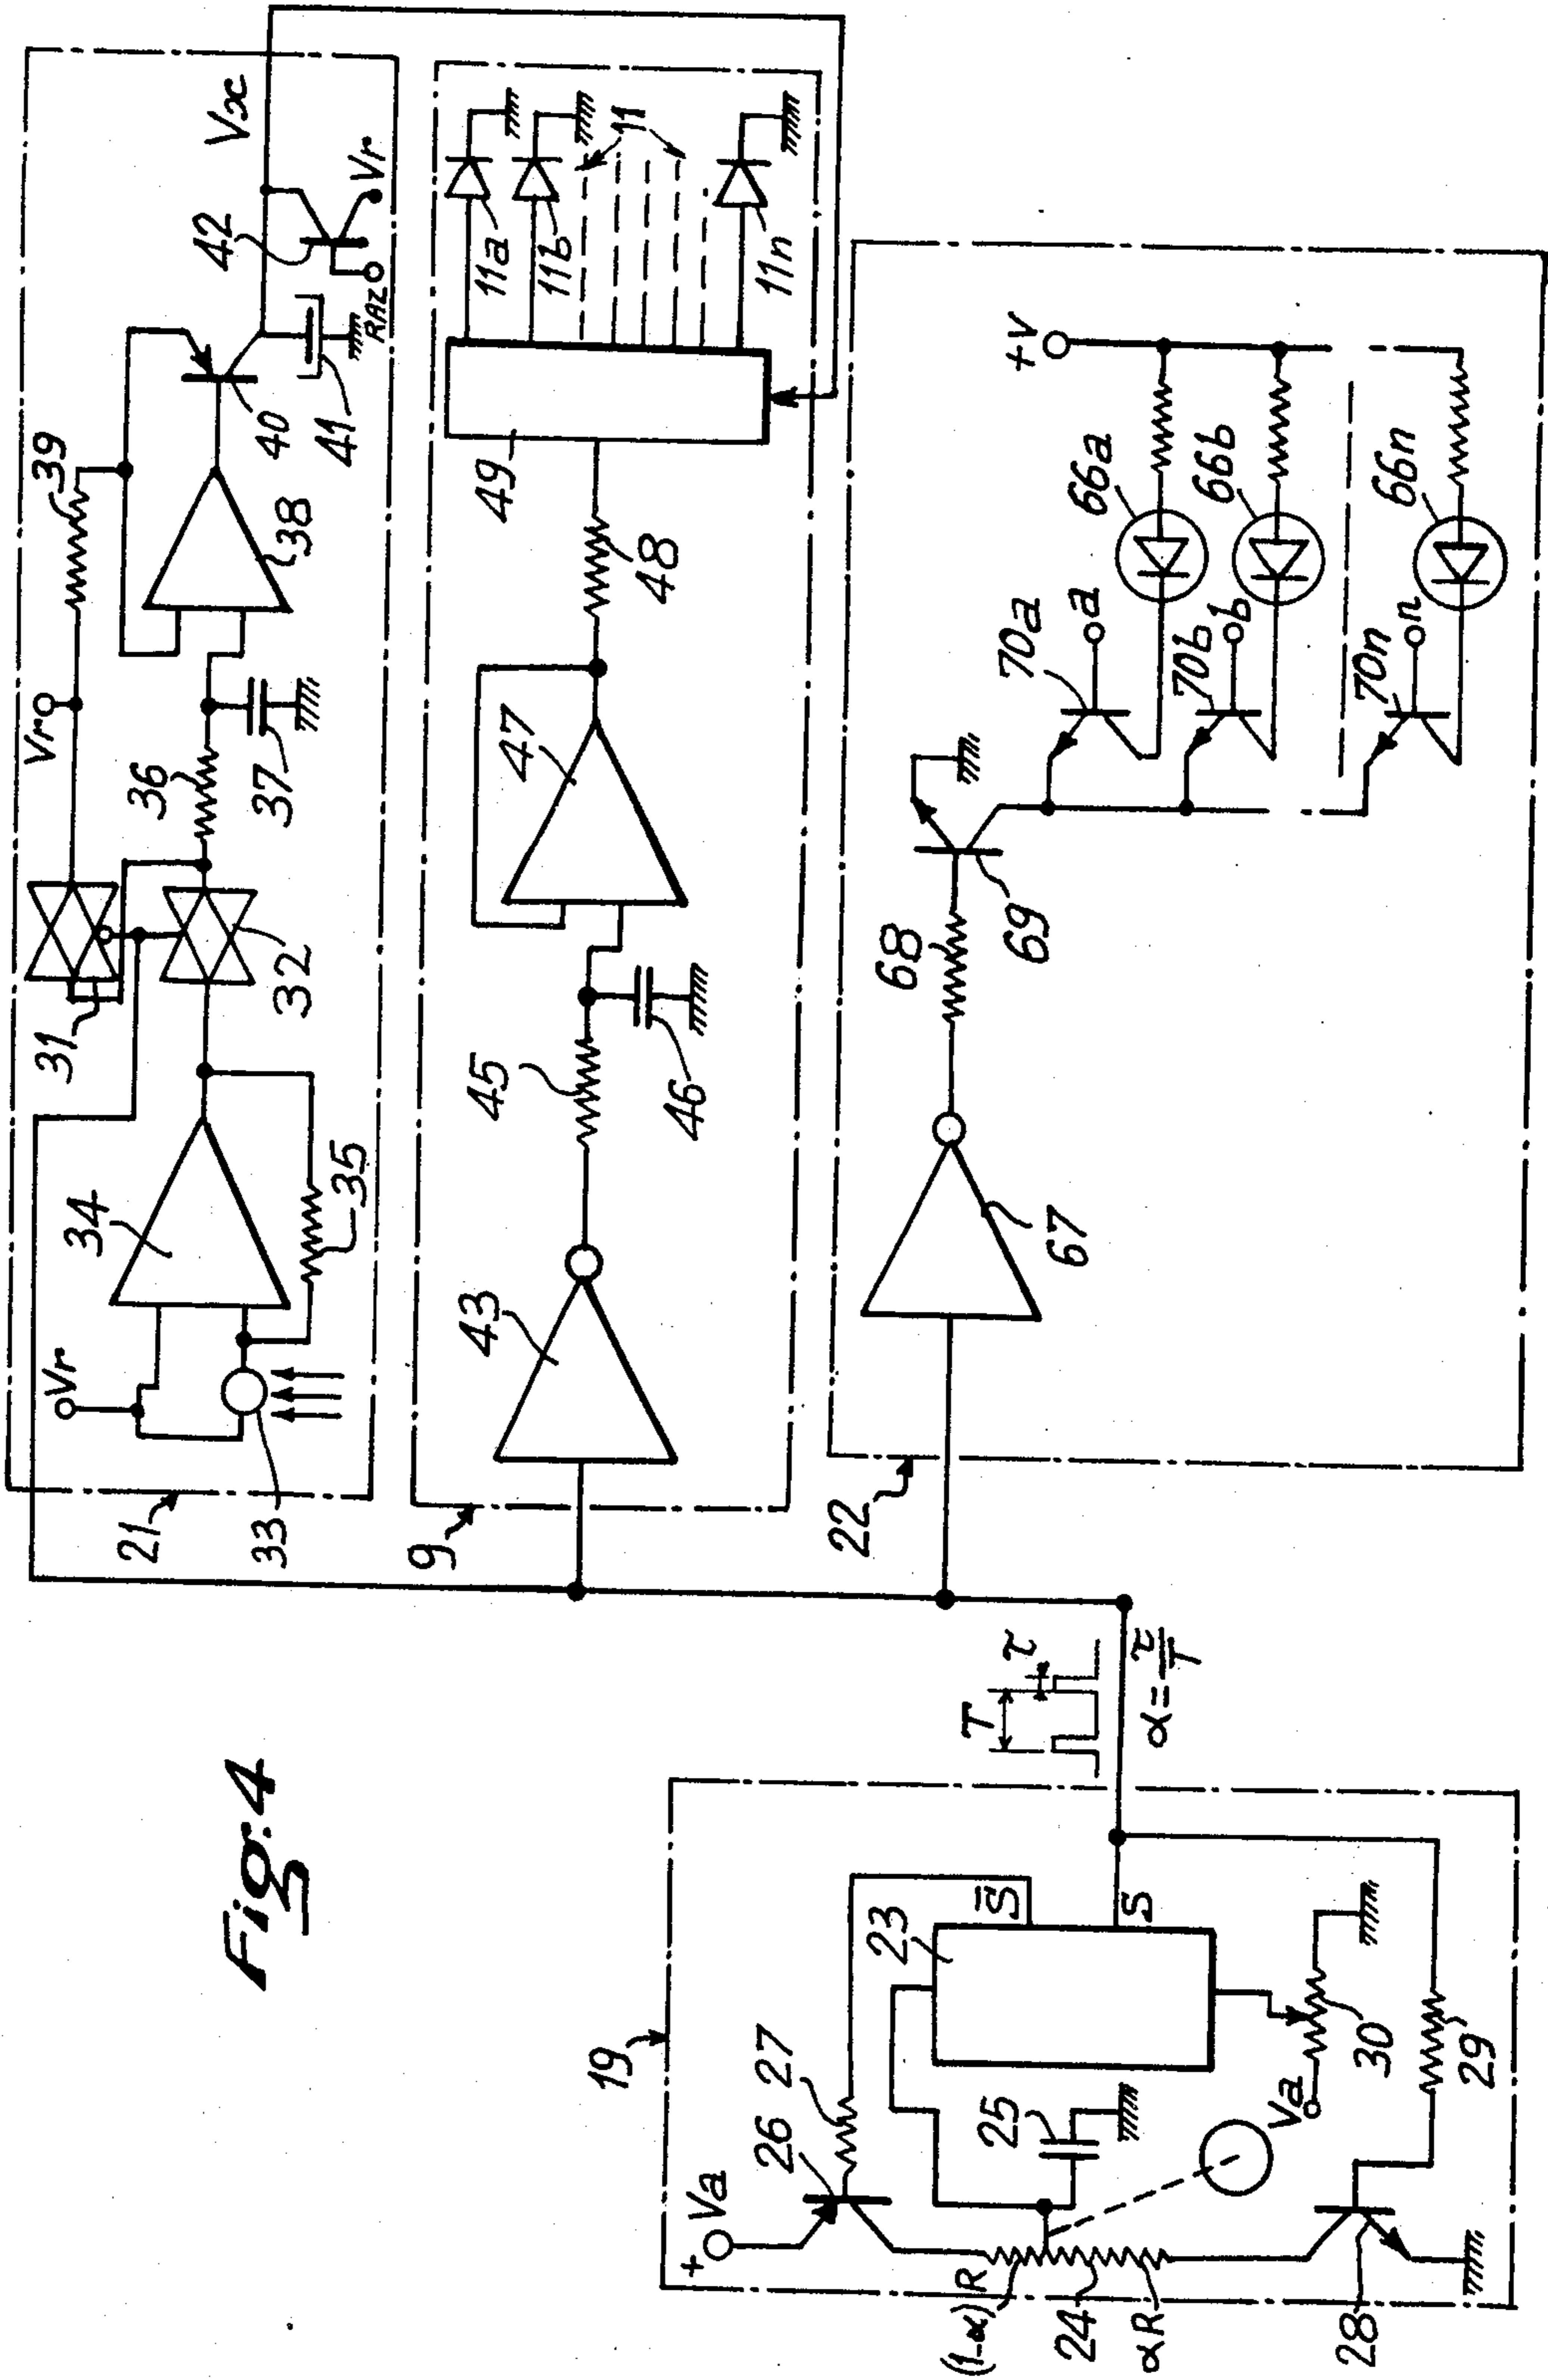 Fig. 4
21
Vr
33
34
35
31
32
Vr
36
37
39
38
40
41
42
RAZ
Vr
Vx
9
43
45
46
47
48
49
11a
11b
11
11n
22
67
68
69
70a
a
70b
b
70n
n
66a
66b
66n
+V
T
τ
α=τ/T
19
+
Va
26
27
25
23
S̄
S
Va
30
29
28
(1-α)R
24
αR